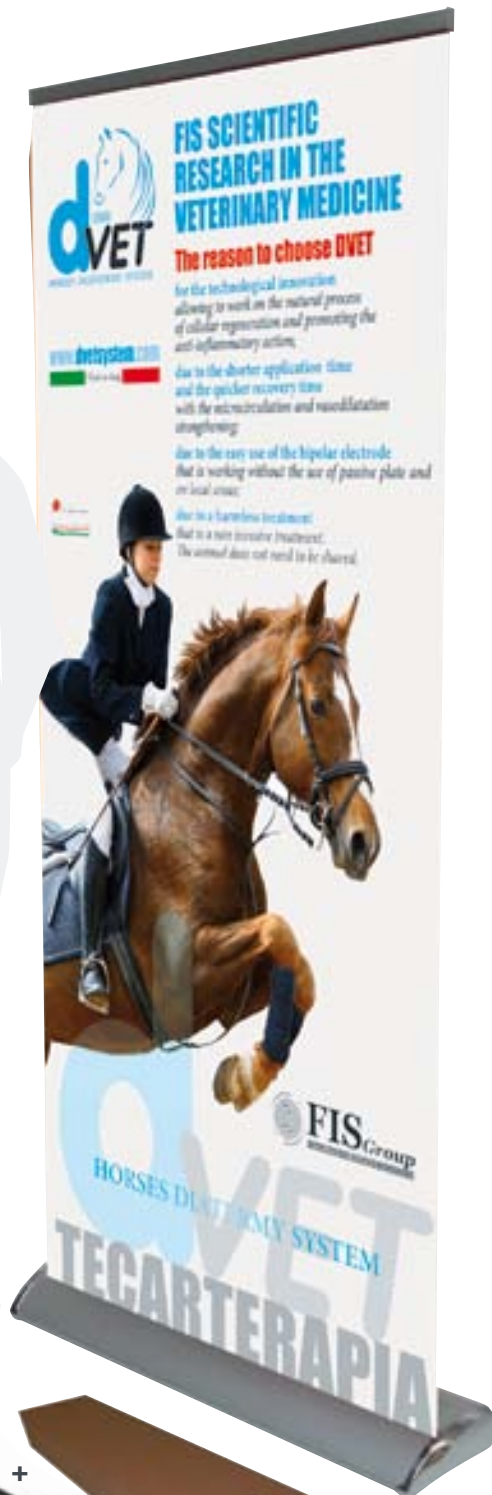 FIS SCIENTIFIC
RESEARCH IN THE
VETERINARY MEDICINE
The reason to choose DVET
for the technological innovation
allowing to work on the natural process
of cellular regeneration and promoting the
anti-inflammatory action;
due to the shorter application time
and the quicker recovery time
with the microcirculation and vasodilatation
strengthening;
due to the easy use of the bipolar electrode
that is working without the use of passive plate and
on local areas;
due to a harmless treatment
that is a non invasive treatment.
The animal does not need to be shaved.
dVET
www.dvetsystem.com
FIS Group
dVET
HORSES DIATERMY SYSTEM
TECARTERAPIA
+